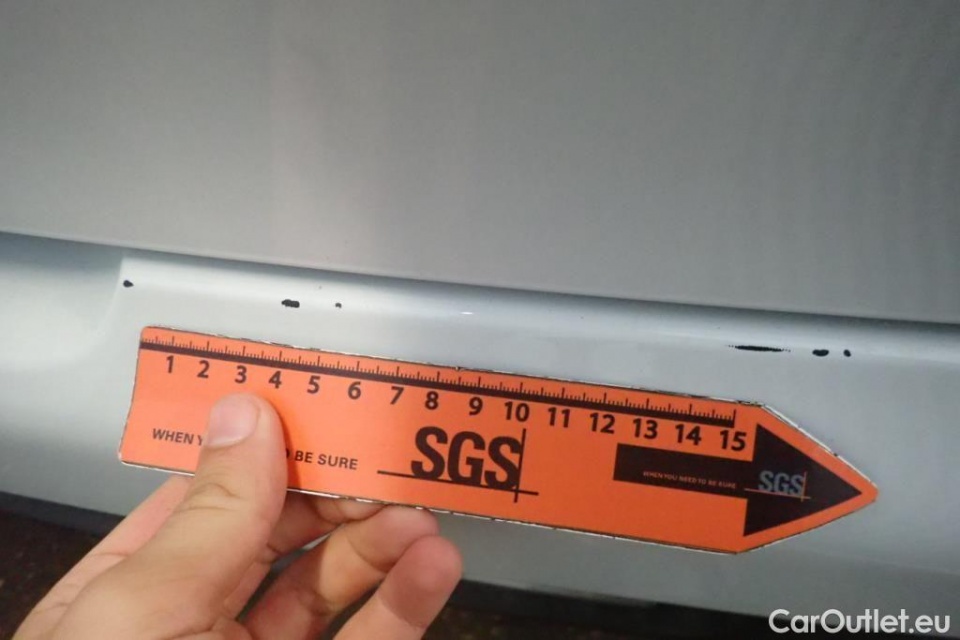 1 2 3 4 5 6 7 8 9 10 11 12 13 14 15
WHEN
BE SURE
SGS
WHEN YOU NEED TO BE SURE
SGS
CarOutlet.eu